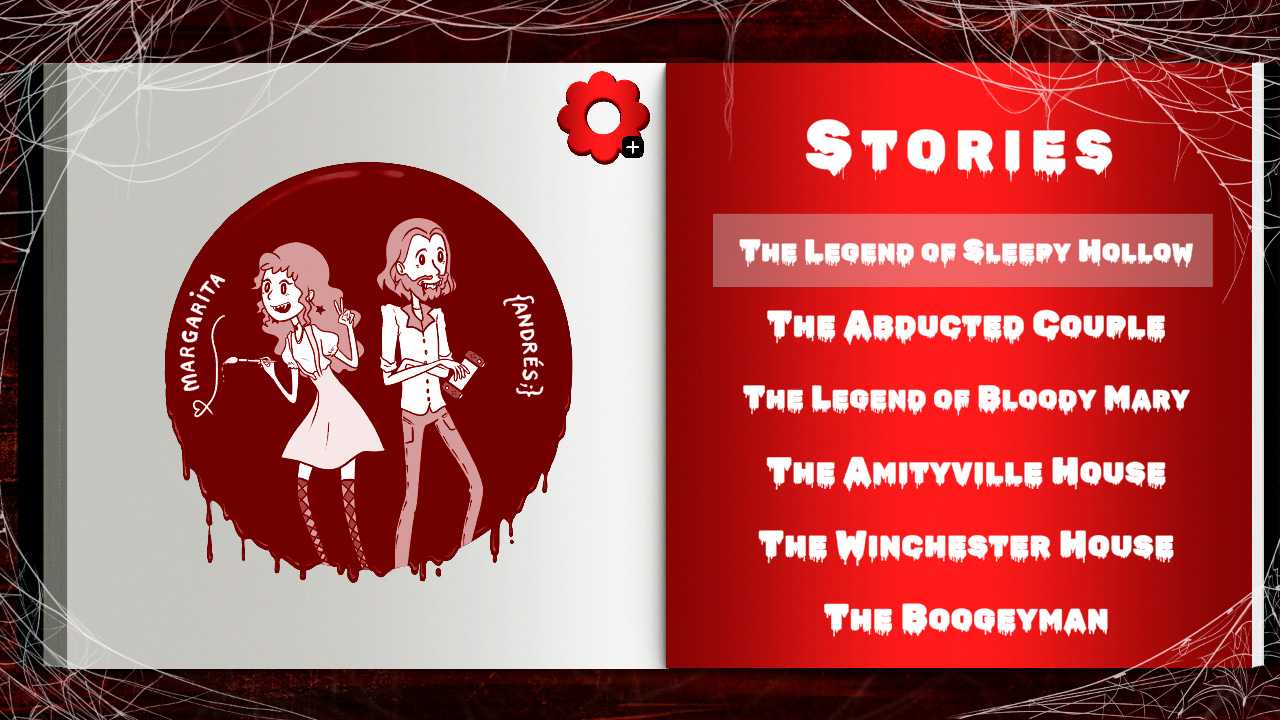 MARGARITA
{ANDRÉS;}
+
STORIES
THE LEGEND OF SLEEPY HOLLOW
THE ABDUCTED COUPLE
THE LEGEND OF BLOODY MARY
THE AMITYVILLE HOUSE
THE WINCHESTER HOUSE
THE BOOGEYMAN